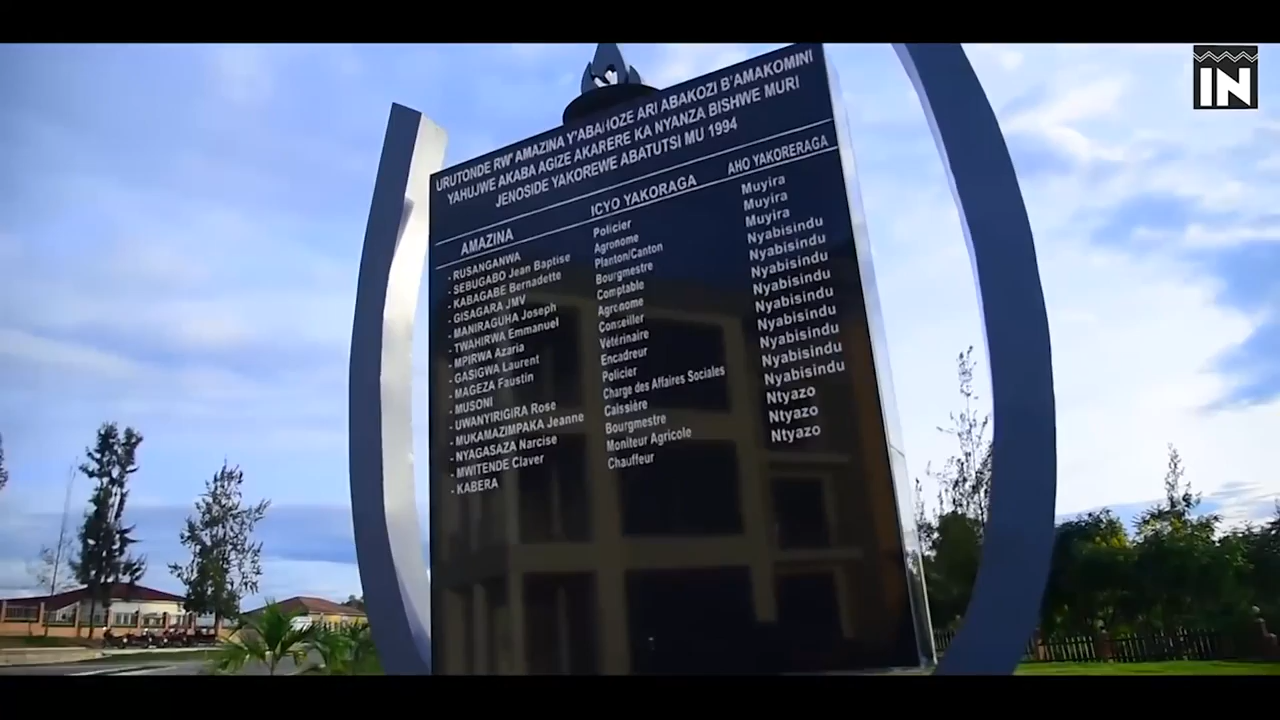 IN
URUTONDE RW' AMAZINA Y'ABAHOZE ARI ABAKOZI B'AMAKOMINI
YAHUJWE AKABA AGIZE AKARERE KA NYANZA BISHWE MURI
JENOSIDE YAKOREWE ABATUTSI MU 1994
AMAZINA ICYO YAKORAGA AHO YAKORERAGA
- RUSANGANWA Policier Muyira
- SEBUGABO Jean Baptise Agronome Muyira
- KABAGABE Bernadette Planton/Canton Muyira
- GISAGARA JMV Bourgmestre Nyabisindu
- MANIRAGUHA Joseph Comptable Nyabisindu
- TWAHIRWA Emmanuel Agronome Nyabisindu
- MPIRWA Azaria Conseiller Nyabisindu
- GASIGWA Laurent Vétérinaire Nyabisindu
- MAGEZA Faustin Encadreur Nyabisindu
- MUSONI Policier Nyabisindu
- UWANYIRIGIRA Rose Charge des Affaires Sociales Nyabisindu
- MUKAMAZIMPAKA Jeanne Caissière Nyabisindu
- NYAGASAZA Narcise Bourgmestre Ntyazo
- MWITENDE Claver Moniteur Agricole Ntyazo
- KABERA Chauffeur Ntyazo